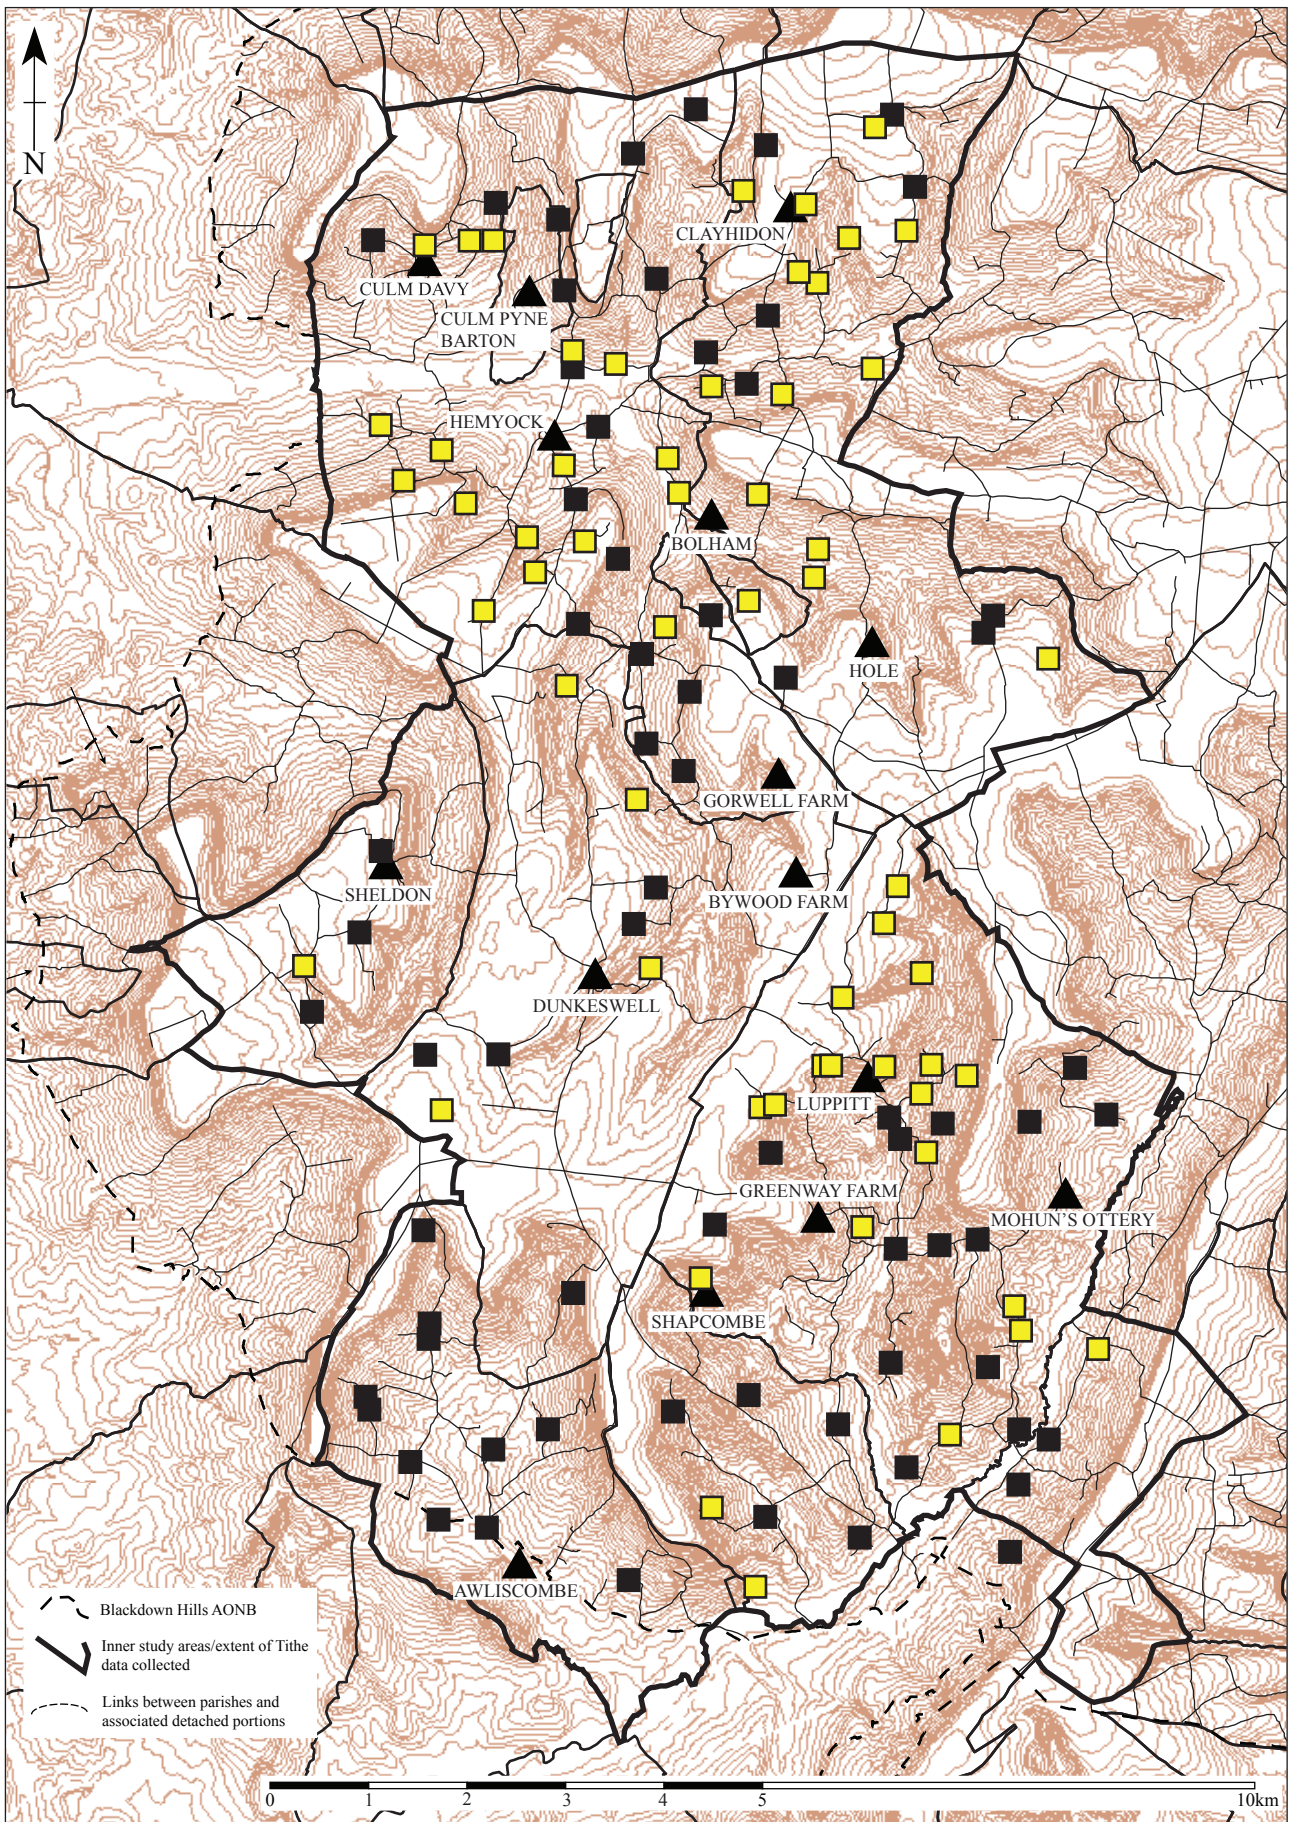 N
CLAYHIDON
CULM DAVY
CULM PYNE
BARTON
HEMYOCK
BOLHAM
HOLE
GORWELL FARM
SHELDON
BYWOOD FARM
DUNKESWELL
LUPPITT
GREENWAY FARM
MOHUN'S OTTERY
SHAPCOMBE
AWLISCOMBE
Blackdown Hills AONB
Inner study areas/extent of Tithe
data collected
Links between parishes and
associated detached portions
0 1 2 3 4 5 10km